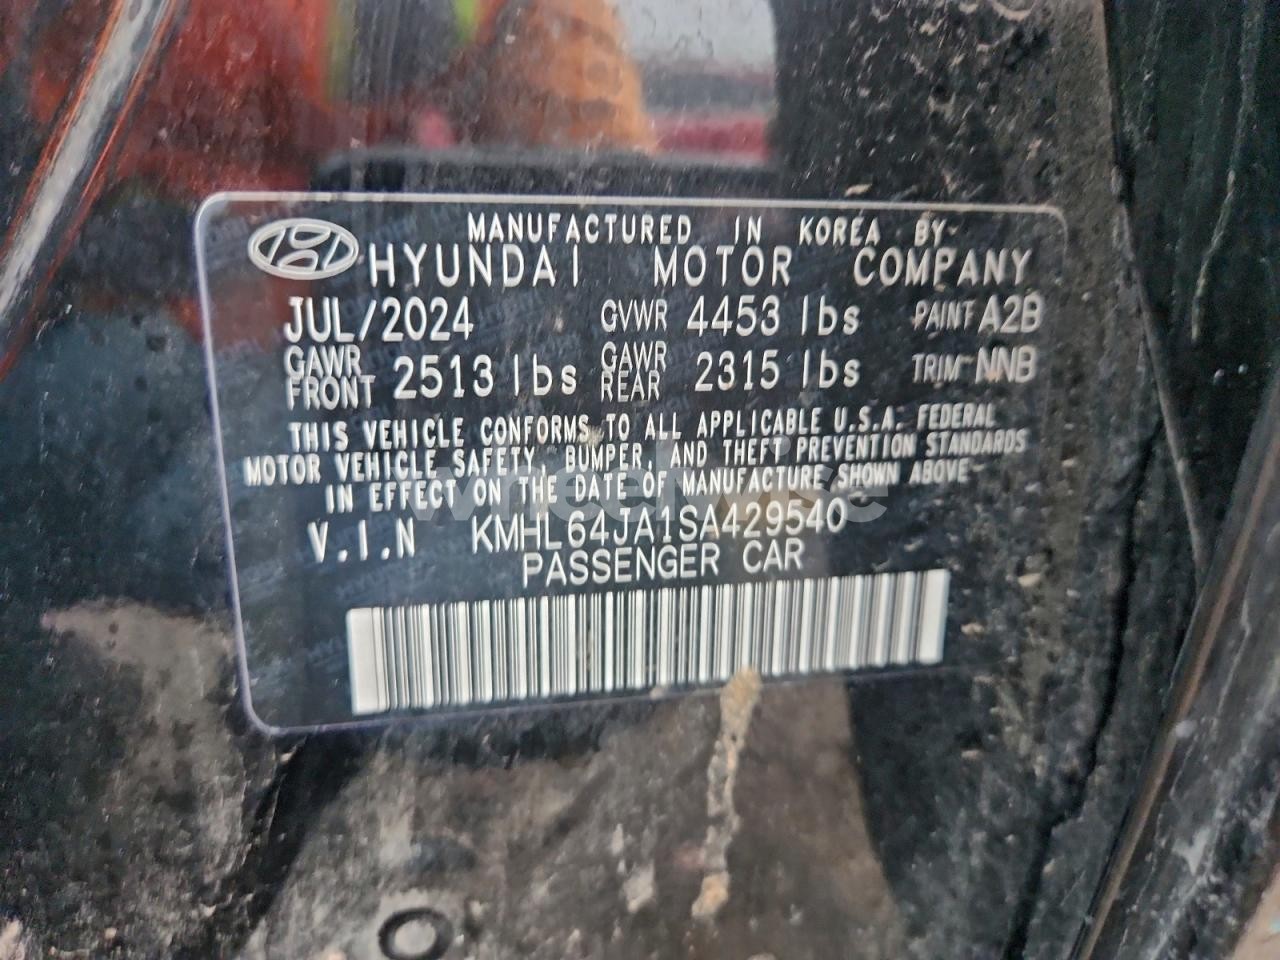 MANUFACTURED IN KOREA BY
HYUNDAI MOTOR COMPANY
JUL/2024 GVWR 4453 lbs PAINT A2B
GAWR FRONT 2513 lbs GAWR REAR 2315 lbs TRIM NNB
THIS VEHICLE CONFORMS TO ALL APPLICABLE U.S.A. FEDERAL
MOTOR VEHICLE SAFETY, BUMPER, AND THEFT PREVENTION STANDARDS
IN EFFECT ON THE DATE OF MANUFACTURE SHOWN ABOVE
V.I.N KMHL64JA1SA429540
PASSENGER CAR
wheelwise